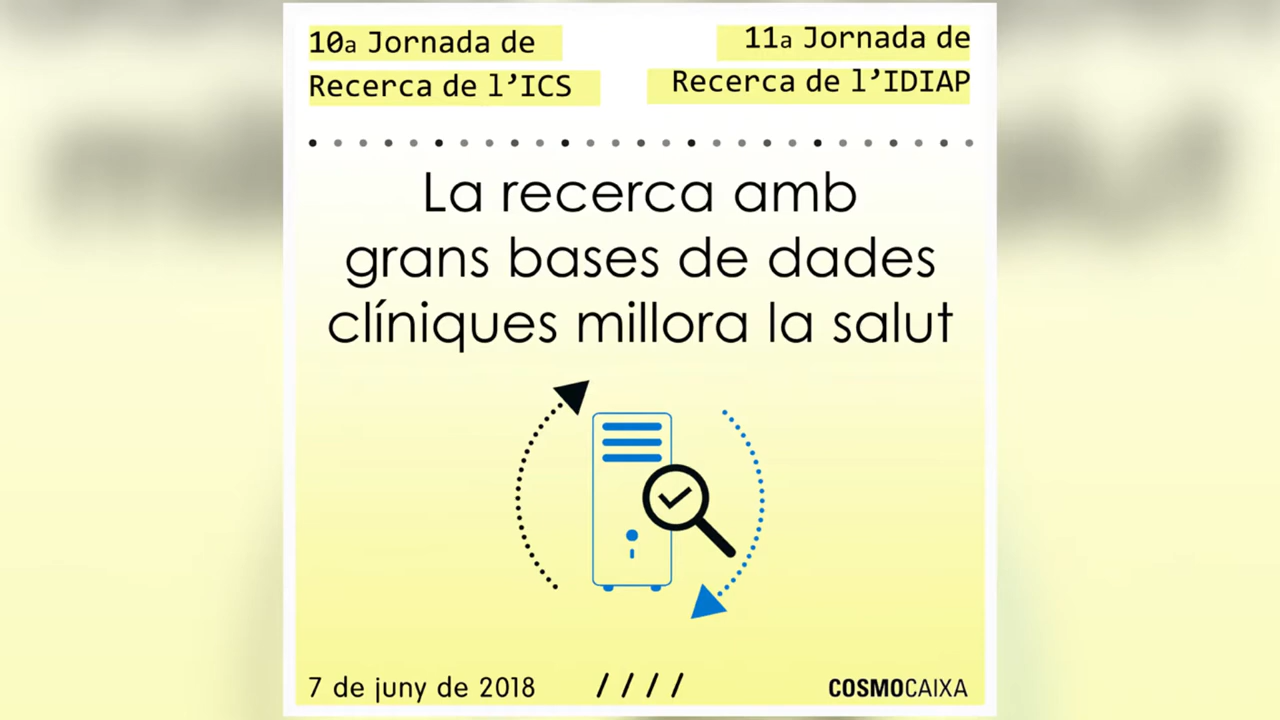 10a Jornada de
Recerca de l’ICS
11a Jornada de
Recerca de l’IDIAP
La recerca amb
grans bases de dades
clíniques millora la salut
7 de juny de 2018
////
COSMOCAIXA